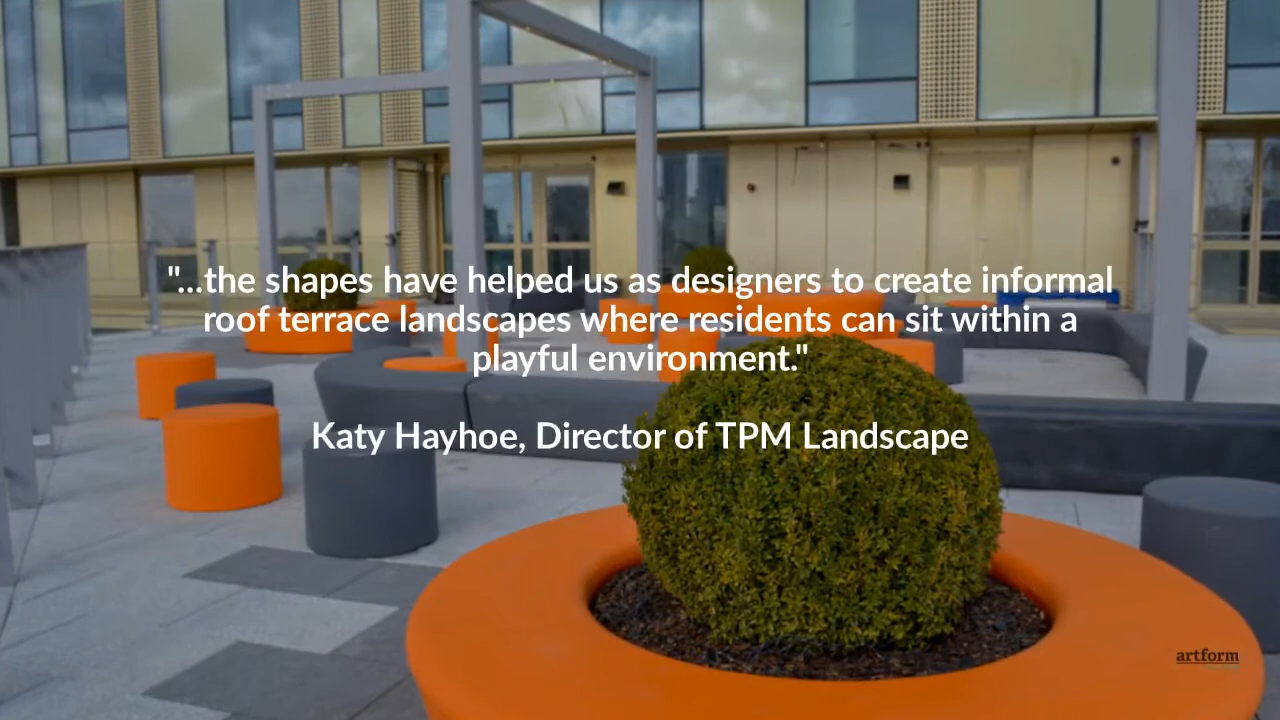 "...the shapes have helped us as designers to create informal
roof terrace landscapes where residents can sit within a
playful environment."
Katy Hayhoe, Director of TPM Landscape
artform